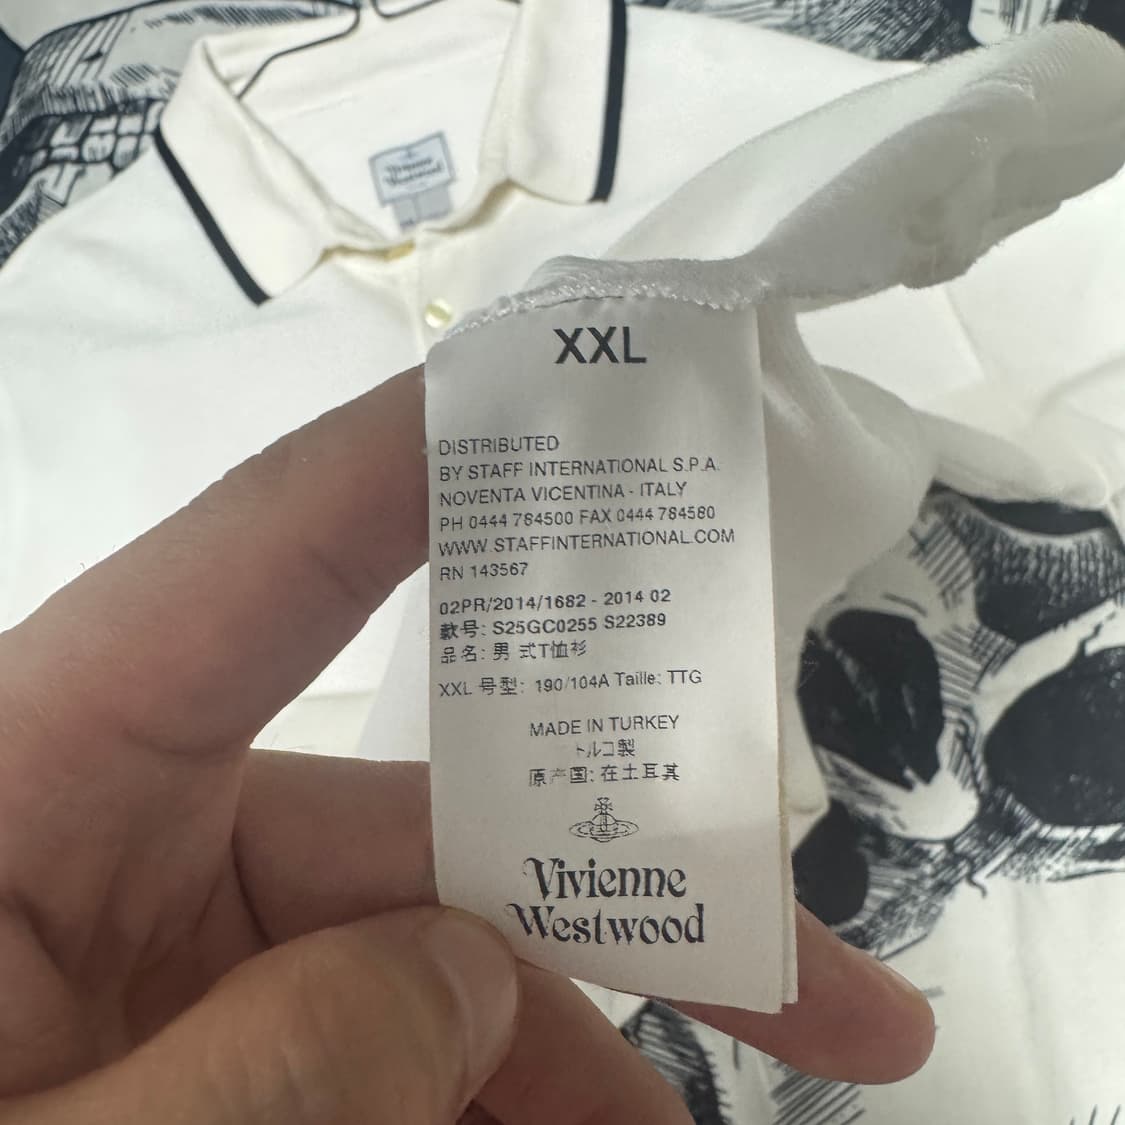 Vivienne
Westwood
XXL
DISTRIBUTED
BY STAFF INTERNATIONAL S.P.A.
NOVENTA VICENTINA - ITALY
PH 0444 784500 FAX 0444 784580
WWW.STAFFINTERNATIONAL.COM
RN 143567
02PR/2014/1682 - 2014 02
款号: S25GC0255 S22389
品名: 男 式T恤衫
XXL 号型: 190/104A Taille: TTG
MADE IN TURKEY
トルコ製
原产国: 在土耳其
Vivienne
Westwood